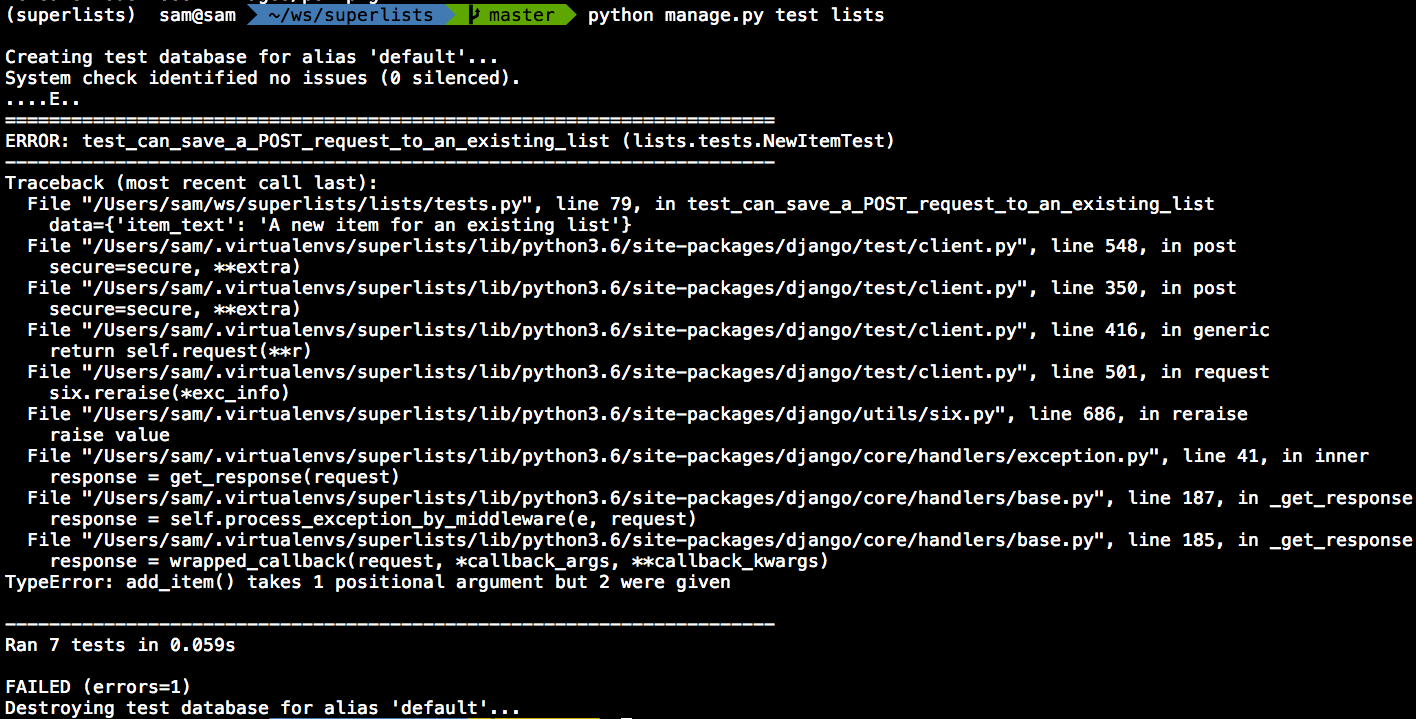 (superlists) sam@sam ~/ws/superlists master python manage.py test lists
Creating test database for alias 'default'...
System check identified no issues (0 silenced).
....E..
======================================================================
ERROR: test_can_save_a_POST_request_to_an_existing_list (lists.tests.NewItemTest)
----------------------------------------------------------------------
Traceback (most recent call last):
  File "/Users/sam/ws/superlists/lists/tests.py", line 79, in test_can_save_a_POST_request_to_an_existing_list
    data={'item_text': 'A new item for an existing list'}
  File "/Users/sam/.virtualenvs/superlists/lib/python3.6/site-packages/django/test/client.py", line 548, in post
    secure=secure, **extra)
  File "/Users/sam/.virtualenvs/superlists/lib/python3.6/site-packages/django/test/client.py", line 350, in post
    secure=secure, **extra)
  File "/Users/sam/.virtualenvs/superlists/lib/python3.6/site-packages/django/test/client.py", line 416, in generic
    return self.request(**r)
  File "/Users/sam/.virtualenvs/superlists/lib/python3.6/site-packages/django/test/client.py", line 501, in request
    six.reraise(*exc_info)
  File "/Users/sam/.virtualenvs/superlists/lib/python3.6/site-packages/django/utils/six.py", line 686, in reraise
    raise value
  File "/Users/sam/.virtualenvs/superlists/lib/python3.6/site-packages/django/core/handlers/exception.py", line 41, in inner
    response = get_response(request)
  File "/Users/sam/.virtualenvs/superlists/lib/python3.6/site-packages/django/core/handlers/base.py", line 187, in _get_response
    response = self.process_exception_by_middleware(e, request)
  File "/Users/sam/.virtualenvs/superlists/lib/python3.6/site-packages/django/core/handlers/base.py", line 185, in _get_response
    response = wrapped_callback(request, *callback_args, **callback_kwargs)
TypeError: add_item() takes 1 positional argument but 2 were given
----------------------------------------------------------------------
Ran 7 tests in 0.059s
FAILED (errors=1)
Destroying test database for alias 'default'...